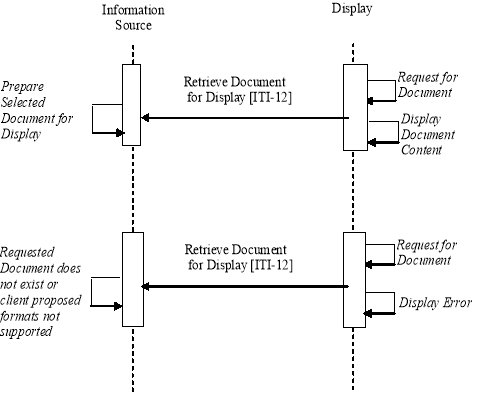 Information
Source
Display
Prepare
Selected
Document for
Display
Retrieve Document
for Display [ITI-12]
Request for
Document
Display
Document
Content
Requested
Document does
not exist or
client proposed
formats not
supported
Retrieve Document
for Display [ITI-12]
Request for
Document
Display Error